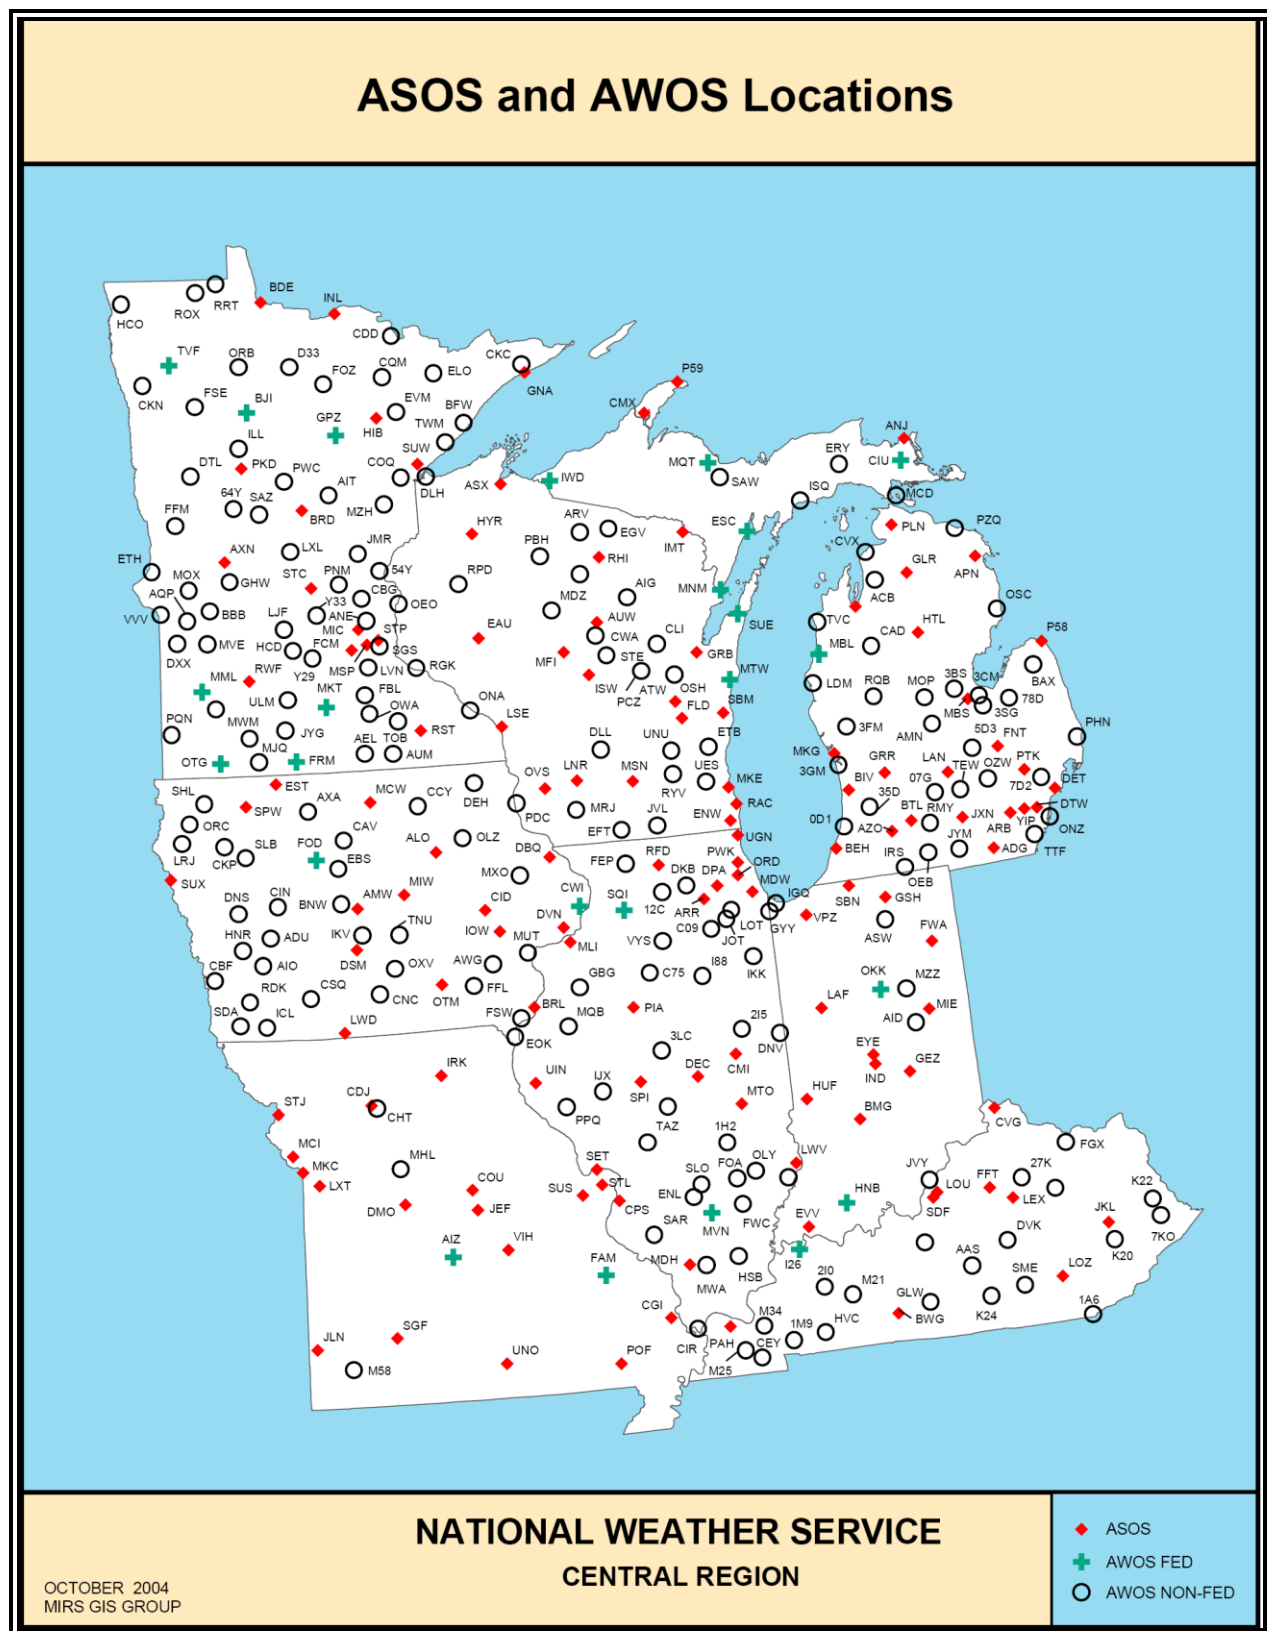 ASOS and AWOS Locations
BDE
INL
RRT
ROX
HCO
CDD
TVF
ORB
D33
FOZ
CQM
ELO
CKC
GNA
P59
CKN
FSE
BJI
GPZ
EVM
BFW
TWM
HIB
CMX
ANJ
ILL
SUW
MQT
ERY
CIU
DTL
PKD
PWC
AIT
COQ
DLH
ASX
IWD
SAW
ISQ
MCD
64Y
SAZ
MZH
FFM
BRD
HYR
ARV
EGV
ESC
PLN
PZQ
AXN
LXL
JMR
PBH
RHI
IMT
CVX
GLR
APN
ETH
MOX
GHW
STC
PNM
54Y
CBG
RPD
AIG
MNM
ACB
OSC
AQP
BBB
Y33
ANE
OEO
MDZ
AUW
SUE
TVC
HTL
VVV
LJF
MIC
STP
EAU
CWA
CLI
MBL
CAD
P58
DXX
MVE
HCD
FCM
SGS
MFI
STE
GRB
BAX
MML
RWF
Y29
MSP
LVN
RGK
ISW
PCZ
ATW
OSH
MTW
LDM
RQB
MOP
3BS
3CM
78D
ULM
MKT
FBL
OWA
ONA
FLD
SBM
MBS
3SG
PQN
MWM
JYG
TOB
RST
LSE
DLL
UNU
ETB
3FM
AMN
5D3
FNT
PHN
OTG
MJQ
FRM
AEL
AUM
MKG
3GM
GRR
LAN
TEW
OZW
PTK
7D2
DET
SHL
EST
AXA
MCW
CCY
DEH
OVS
LNR
MSN
UES
RYV
MKE
BIV
35D
07G
ORC
SPW
PDC
MRJ
JVL
RAC
0D1
BTL
RMY
JXN
ARB
YIP
DTW
ONZ
LRJ
CKP
SLB
FOD
CAV
ALO
OLZ
EFT
ENW
UGN
AZO
JYM
ADG
TTF
BEH
IRS
OEB
SUX
EBS
DBQ
FEP
RFD
PWK
ORD
DNS
CIN
BNW
AMW
MIW
MXO
CID
CWI
SQI
12C
DKB
DPA
MDW
IGQ
SBN
GSH
HNR
ADU
IKV
TNU
IOW
DVN
ARR
LOT
GYY
VPZ
ASW
FWA
CBF
AIO
DSM
OXV
AWG
MUT
MLI
VYS
C09
JOT
IKK
OKK
MZZ
RDK
CSQ
CNC
OTM
FFL
GBG
C75
I88
LAF
MIE
SDA
ICL
LWD
FSW
BRL
MQB
PIA
2I5
AID
EOK
3LC
DNV
EYE
IRK
UIN
IJX
DEC
CMI
IND
GEZ
STJ
CDJ
CHT
PPQ
SPI
MTO
HUF
BMG
TAZ
CVG
MCI
1H2
FGX
MKC
MHL
SET
SLO
FOA
OLY
LWV
JVY
LXT
COU
SUS
STL
ENL
HNB
LOU
FFT
27K
K22
DMO
JEF
CPS
FWC
SDF
LEX
JKL
SAR
MVN
EVV
AIZ
VIH
DVK
7KO
FAM
MDH
MWA
HSB
I26
AAS
SME
LOZ
K20
2I0
M21
GLW
K24
1A6
CGI
M34
1M9
HVC
BWG
JLN
SGF
UNO
POF
CIR
PAH
CEY
M58
M25
NATIONAL WEATHER SERVICE
CENTRAL REGION
OCTOBER 2004
MIRS GIS GROUP
ASOS
AWOS FED
AWOS NON-FED